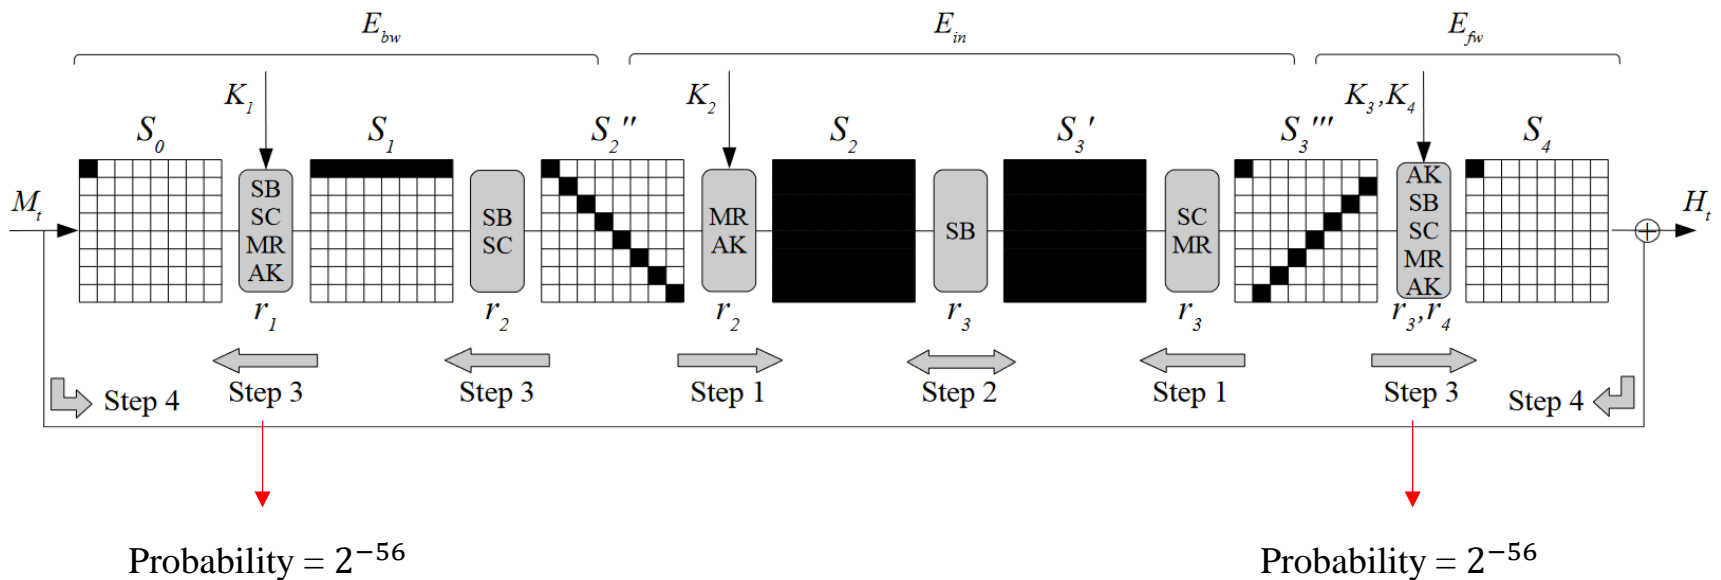 E_bw E_in E_fw
K_1 K_2 K_3,K_4
S_0 S_1 S_2'' S_2 S_3' S_3''' S_4
M_t SB SC MR AK SB SC MR AK SB SC MR AK SB SC MR AK H_t
r_1 r_2 r_2 r_3 r_3 r_3,r_4
Step 4 Step 3 Step 3 Step 1 Step 2 Step 1 Step 3 Step 4
Probability = 2^{-56} Probability = 2^{-56}